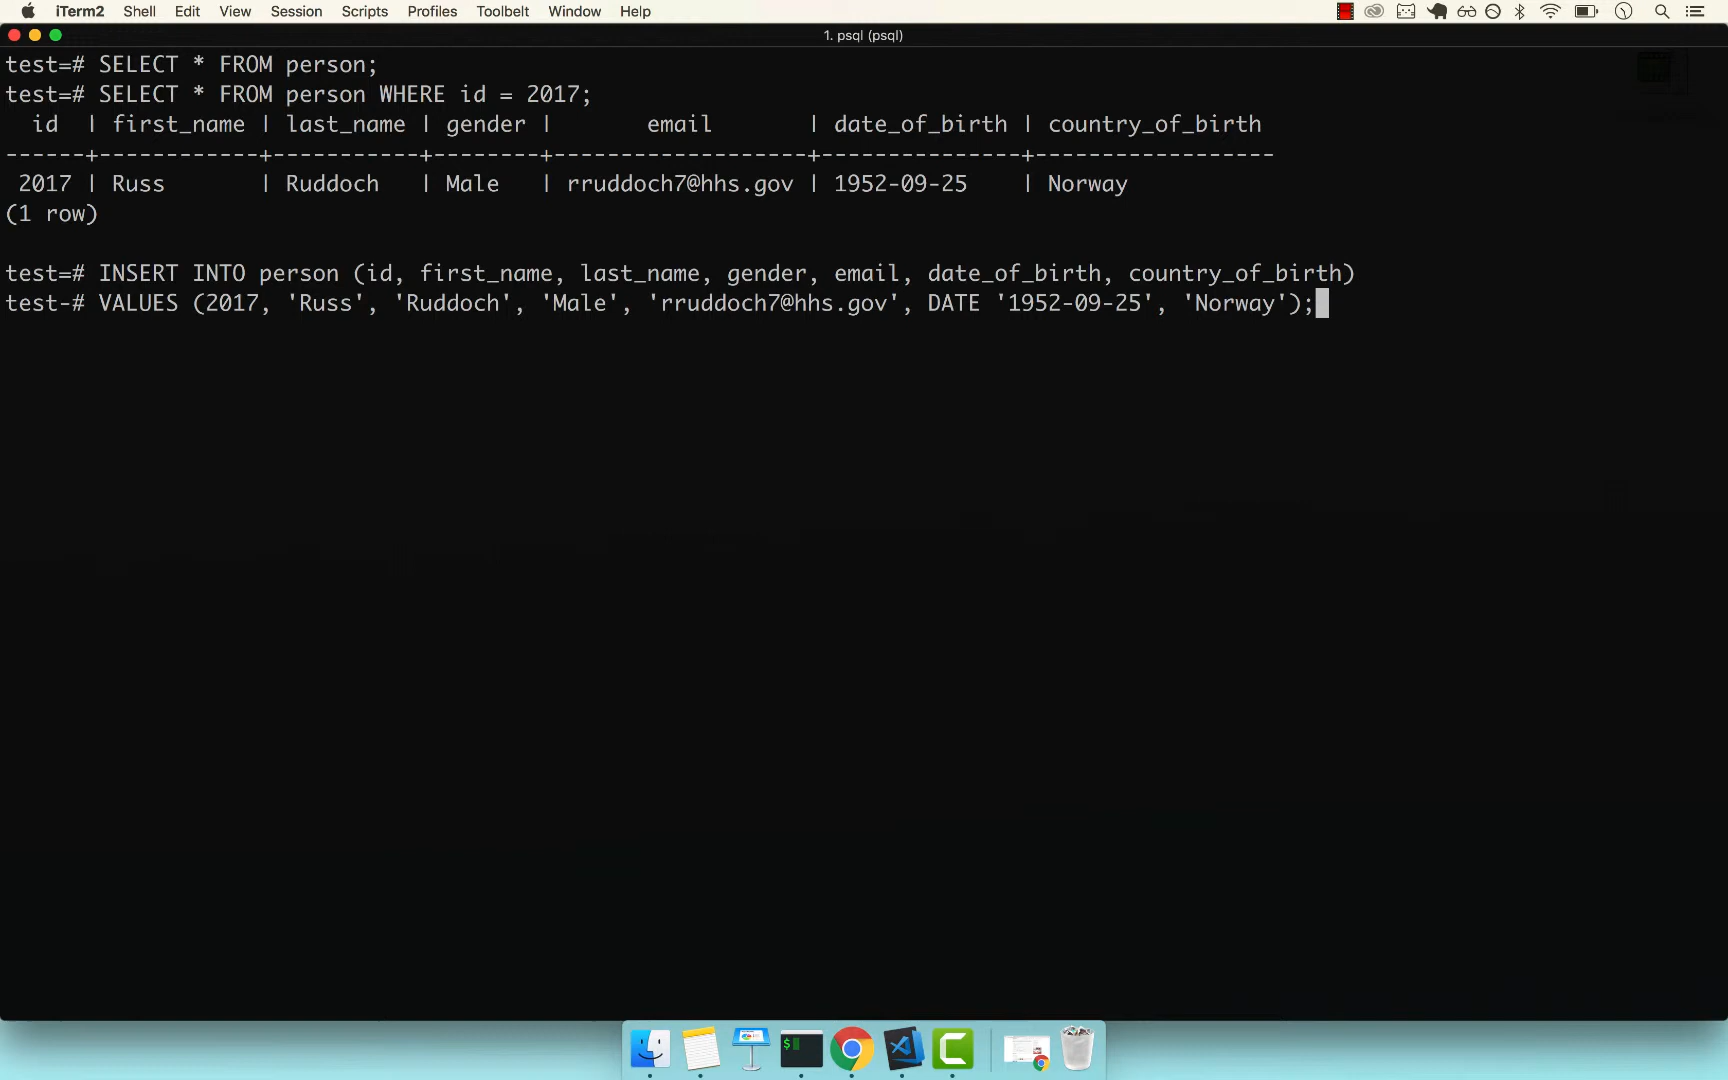 iTerm2 Shell Edit View Session Scripts Profiles Toolbelt Window Help
1. psql (psql)
test=# SELECT * FROM person;
test=# SELECT * FROM person WHERE id = 2017;
  id  | first_name | last_name | gender |       email       | date_of_birth | country_of_birth
------+------------+-----------+--------+-------------------+---------------+------------------
 2017 | Russ       | Ruddoch   | Male   | rruddoch7@hhs.gov | 1952-09-25    | Norway
(1 row)
test=# INSERT INTO person (id, first_name, last_name, gender, email, date_of_birth, country_of_birth)
test-# VALUES (2017, 'Russ', 'Ruddoch', 'Male', 'rruddoch7@hhs.gov', DATE '1952-09-25', 'Norway');